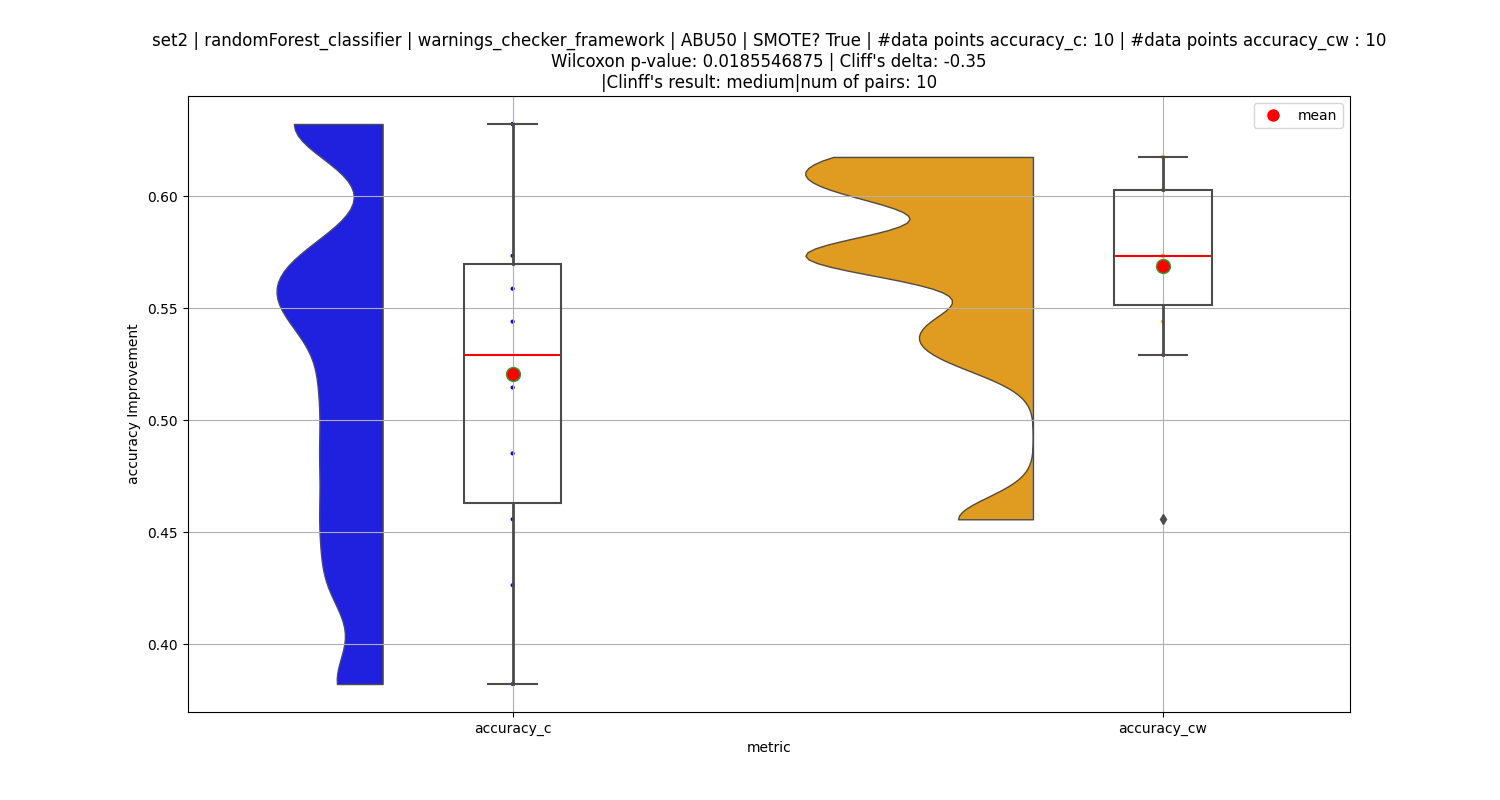 set2 | randomForest_classifier | warnings_checker_framework | ABU50 | SMOTE? True | #data points accuracy_c: 10 | #data points accuracy_cw : 10
Wilcoxon p-value: 0.0185546875 | Cliff's delta: -0.35
|Clinff's result: medium|num of pairs: 10
mean
0.60
0.55
0.50
0.45
0.40
accuracy Improvement
accuracy_c
accuracy_cw
metric